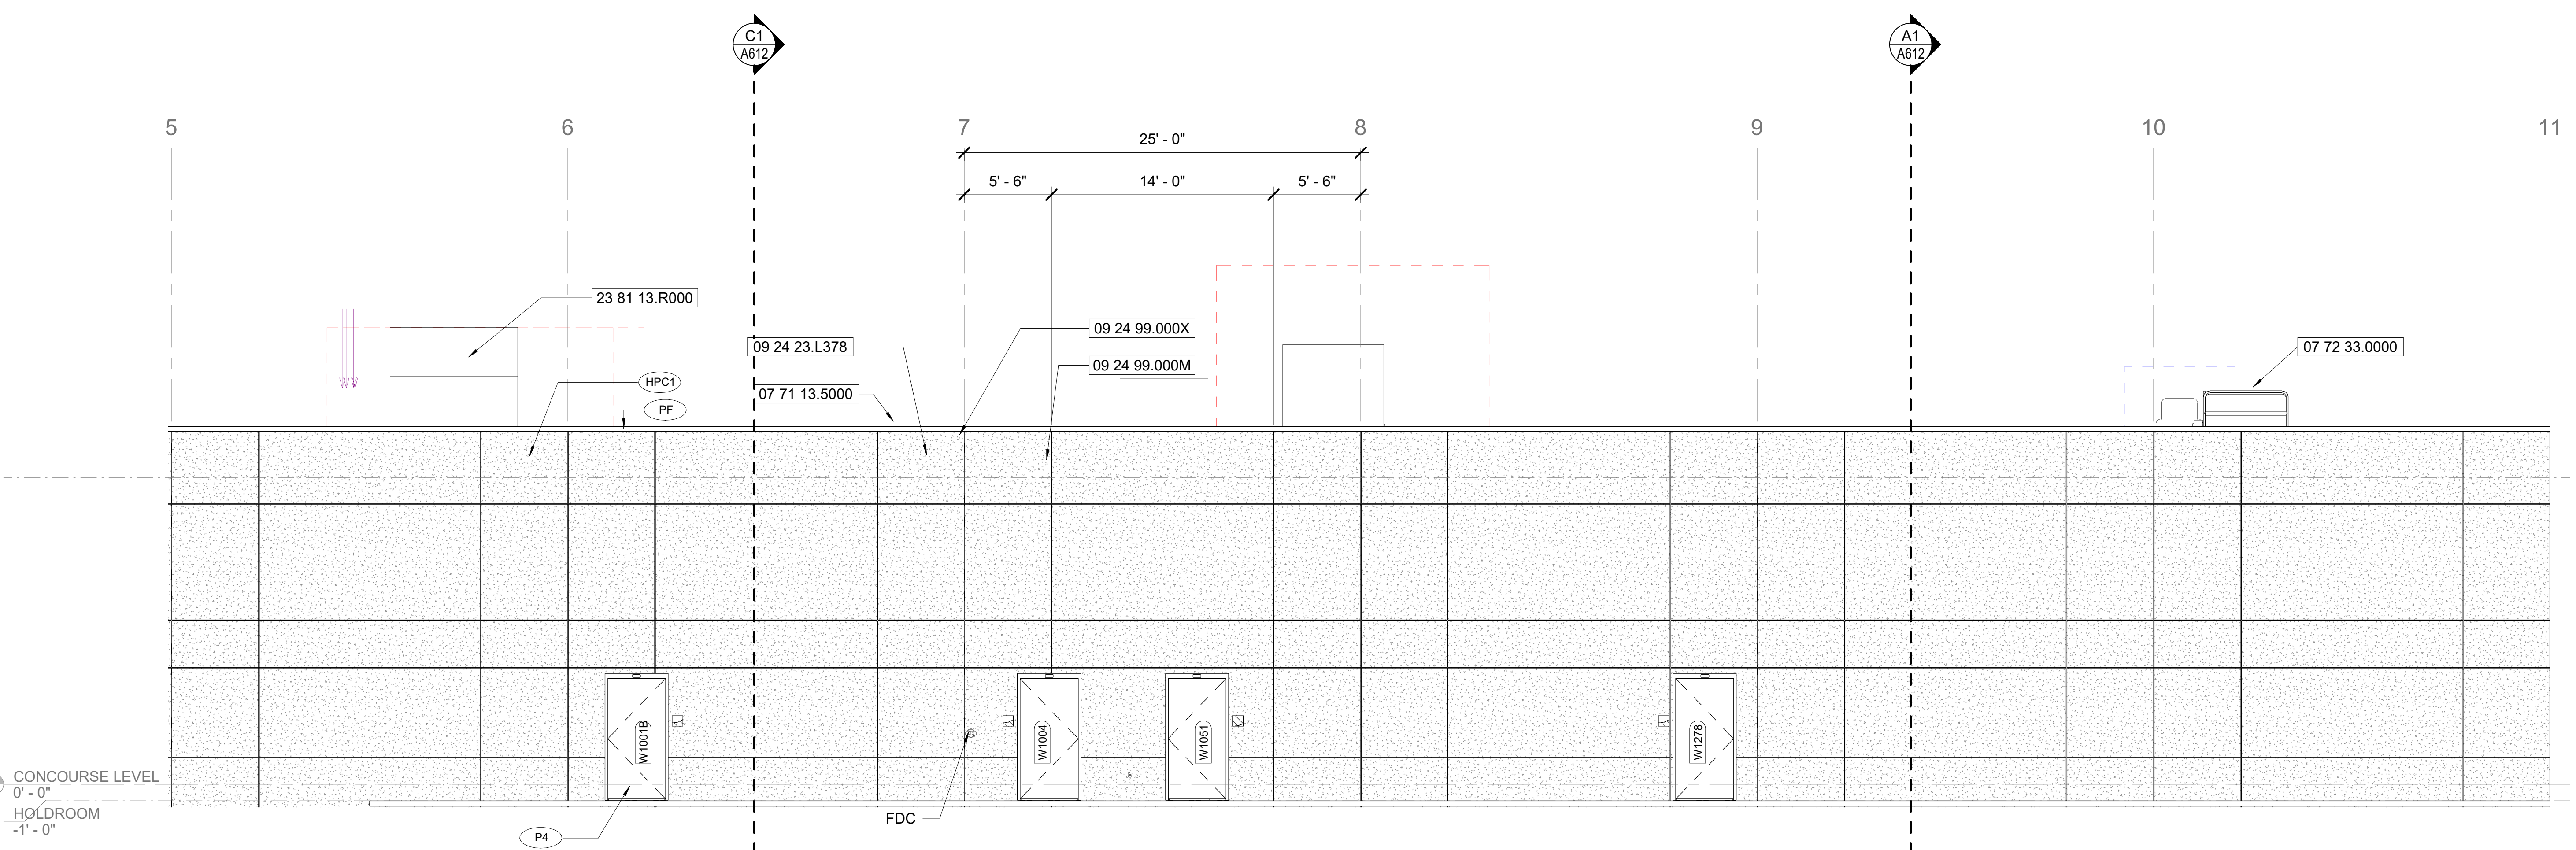 C1
A612
A1
A612
5
6
7
8
9
10
11
25' - 0"
5' - 6"
14' - 0"
5' - 6"
23 81 13.R000
09 24 99.000X
09 24 23.L378
07 72 33.0000
09 24 99.000M
HPC1
07 71 13.5000
PF
W1001B
W1004
W1051
W1278
CONCOURSE LEVEL
0' - 0"
HOLDROOM
-1' - 0"
FDC
P4